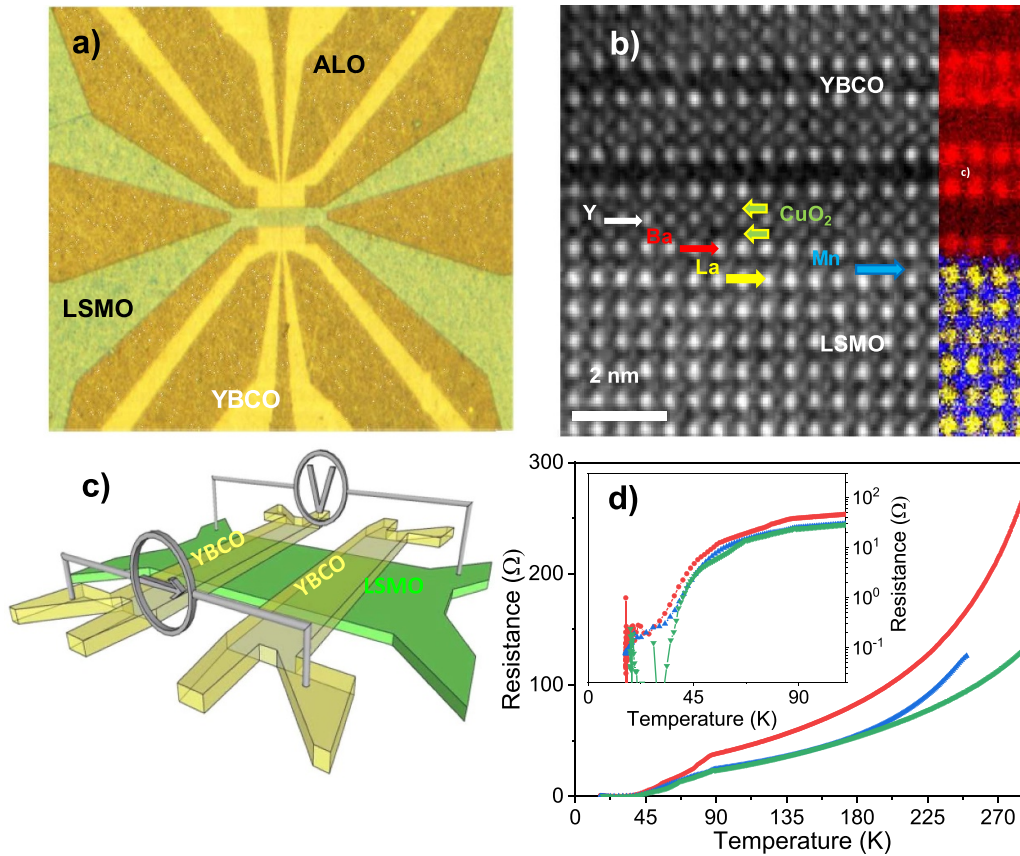 a)
ALO
LSMO
YBCO
b)
YBCO
c)
Y
CuO₂
Ba
La
Mn
LSMO
2 nm
c)
V
YBCO
YBCO
LSMO
d)
Resistance (Ω)
300
200
100
0
0
45
90
135
180
225
270
Temperature (K)
10²
10¹
10⁰
10⁻¹
Resistance (Ω)
0
45
90
Temperature (K)